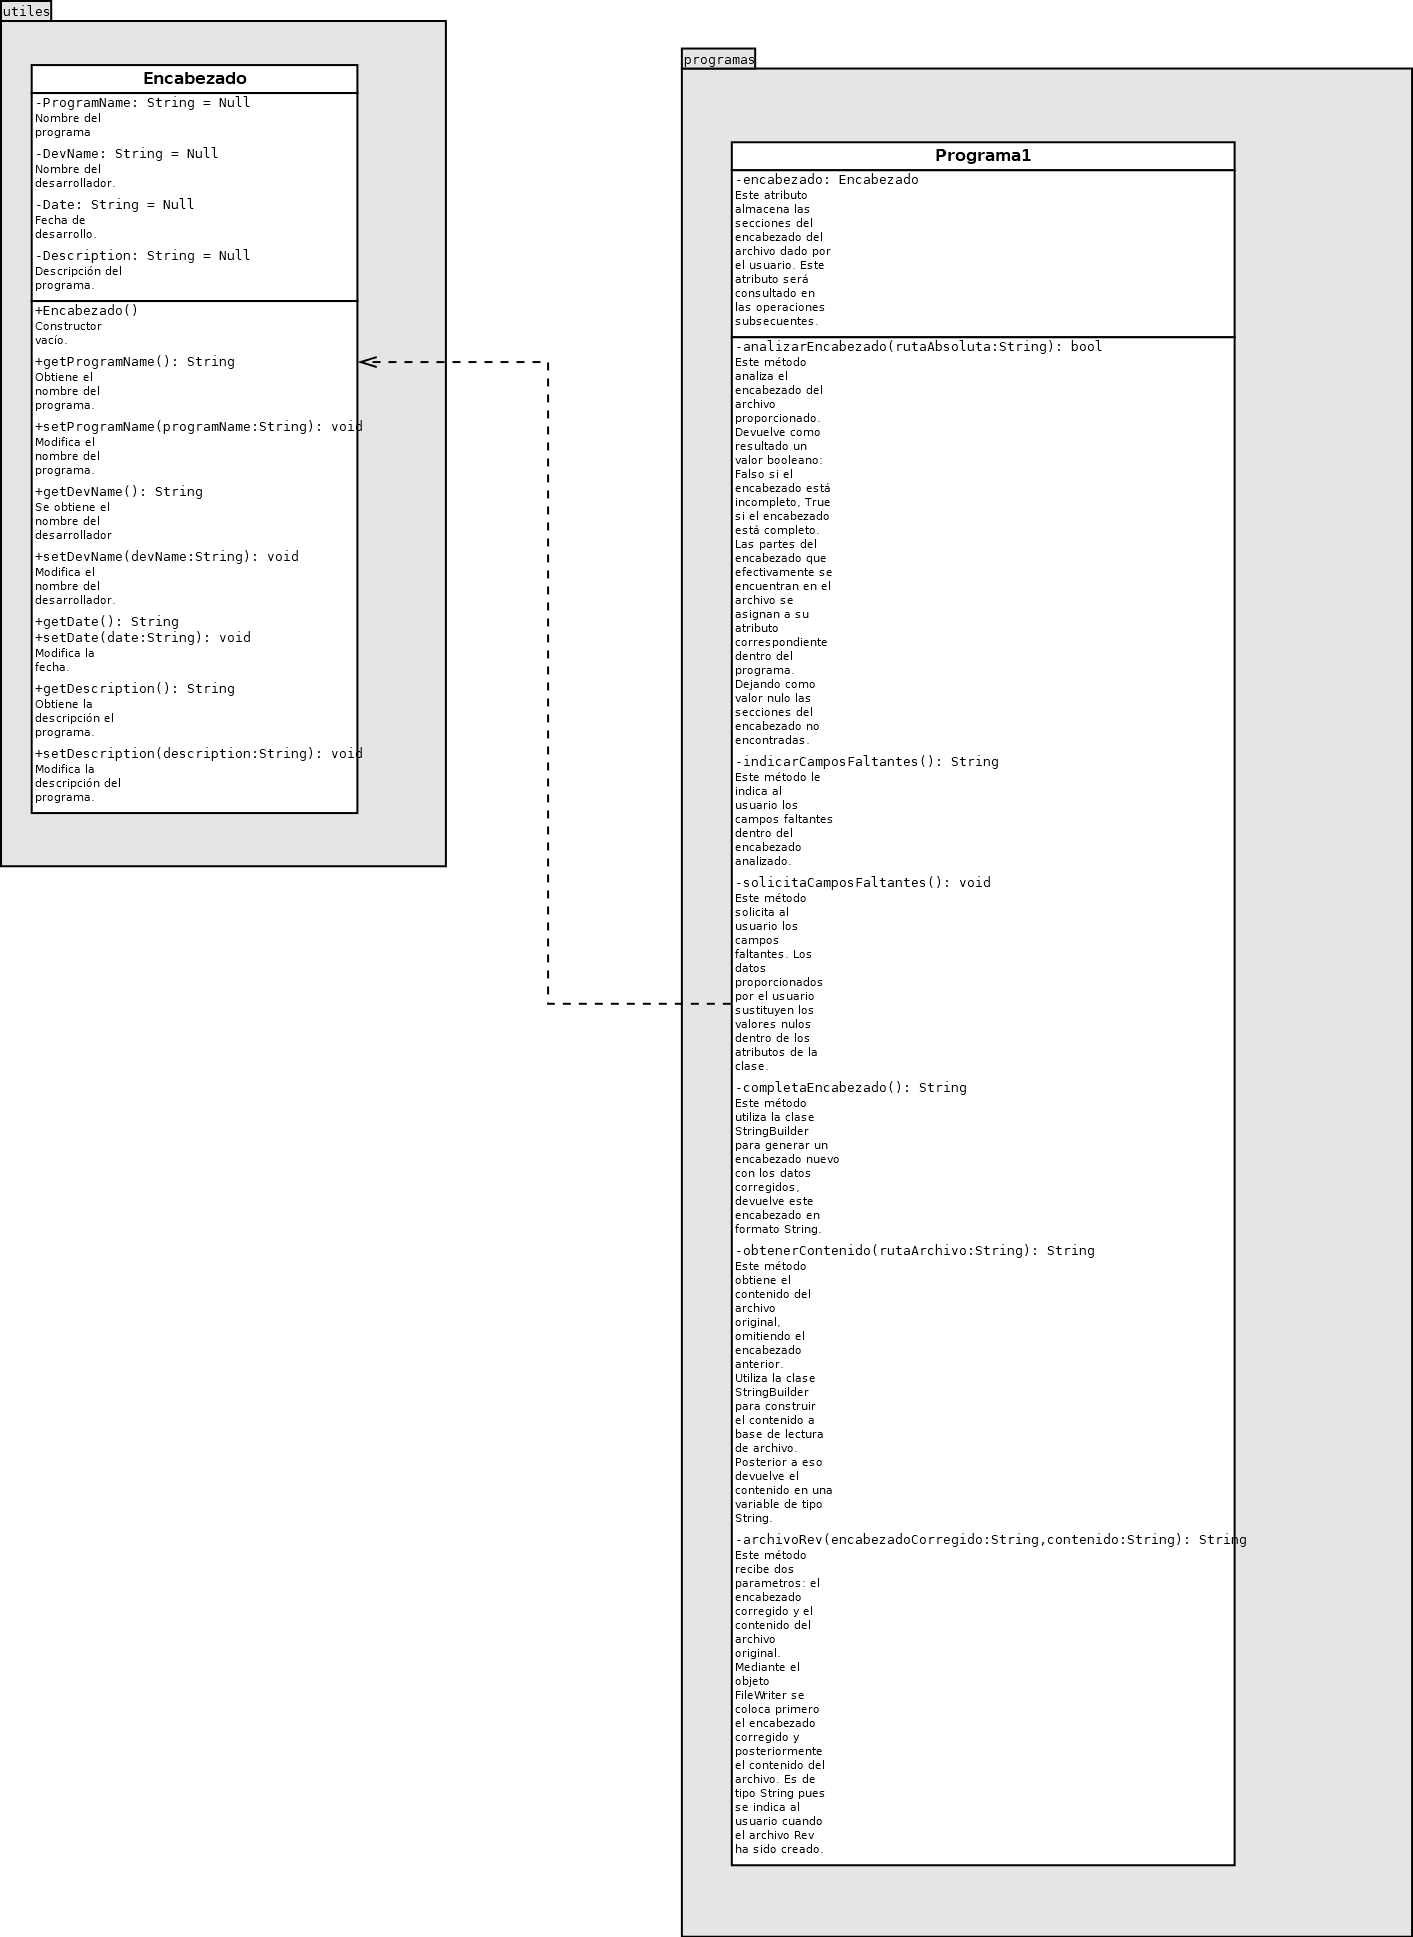 utiles
Encabezado
-ProgramName: String = Null
Nombre del
programa
-DevName: String = Null
Nombre del
desarrollador.
-Date: String = Null
Fecha de
desarrollo.
-Description: String = Null
Descripción del
programa.
+Encabezado()
Constructor
vacío.
+getProgramName(): String
Obtiene el
nombre del
programa.
+setProgramName(programName:String): void
Modifica el
nombre del
programa.
+getDevName(): String
Se obtiene el
nombre del
desarrollador
+setDevName(devName:String): void
Modifica el
nombre del
desarrollador.
+getDate(): String
+setDate(date:String): void
Modifica la
fecha.
+getDescription(): String
Obtiene la
descripción el
programa.
+setDescription(description:String): void
Modifica la
descripción del
programa.
programas
Programa1
-encabezado: Encabezado
Este atributo
almacena las
secciones del
encabezado del
archivo dado por
el usuario. Este
atributo será
consultado en
las operaciones
subsecuentes.
-analizarEncabezado(rutaAbsoluta:String): bool
Este método
analiza el
encabezado del
archivo
proporcionado.
Devuelve como
resultado un
valor booleano:
Falso si el
encabezado está
incompleto, True
si el encabezado
está completo.
Las partes del
encabezado que
efectivamente se
encuentran en el
archivo se
asignan a su
atributo
correspondiente
dentro del
programa.
Dejando como
valor nulo las
secciones del
encabezado no
encontradas.
-indicarCamposFaltantes(): String
Este método le
indica al
usuario los
campos faltantes
dentro del
encabezado
analizado.
-solicitaCamposFaltantes(): void
Este método
solicita al
usuario los
campos
faltantes. Los
datos
proporcionados
por el usuario
sustituyen los
valores nulos
dentro de los
atributos de la
clase.
-completaEncabezado(): String
Este método
utiliza la clase
StringBuilder
para generar un
encabezado nuevo
con los datos
corregidos,
devuelve este
encabezado en
formato String.
-obtenerContenido(rutaArchivo:String): String
Este método
obtiene el
contenido del
archivo
original,
omitiendo el
encabezado
anterior.
Utiliza la clase
StringBuilder
para construir
el contenido a
base de lectura
de archivo.
Posterior a eso
devuelve el
contenido en una
variable de tipo
String.
-archivoRev(encabezadoCorregido:String,contenido:String): String
Este método
recibe dos
parametros: el
encabezado
corregido y el
contenido del
archivo
original.
Mediante el
objeto
FileWriter se
coloca primero
el encabezado
corregido y
posteriormente
el contenido del
archivo. Es de
tipo String pues
se indica al
usuario cuando
el archivo Rev
ha sido creado.